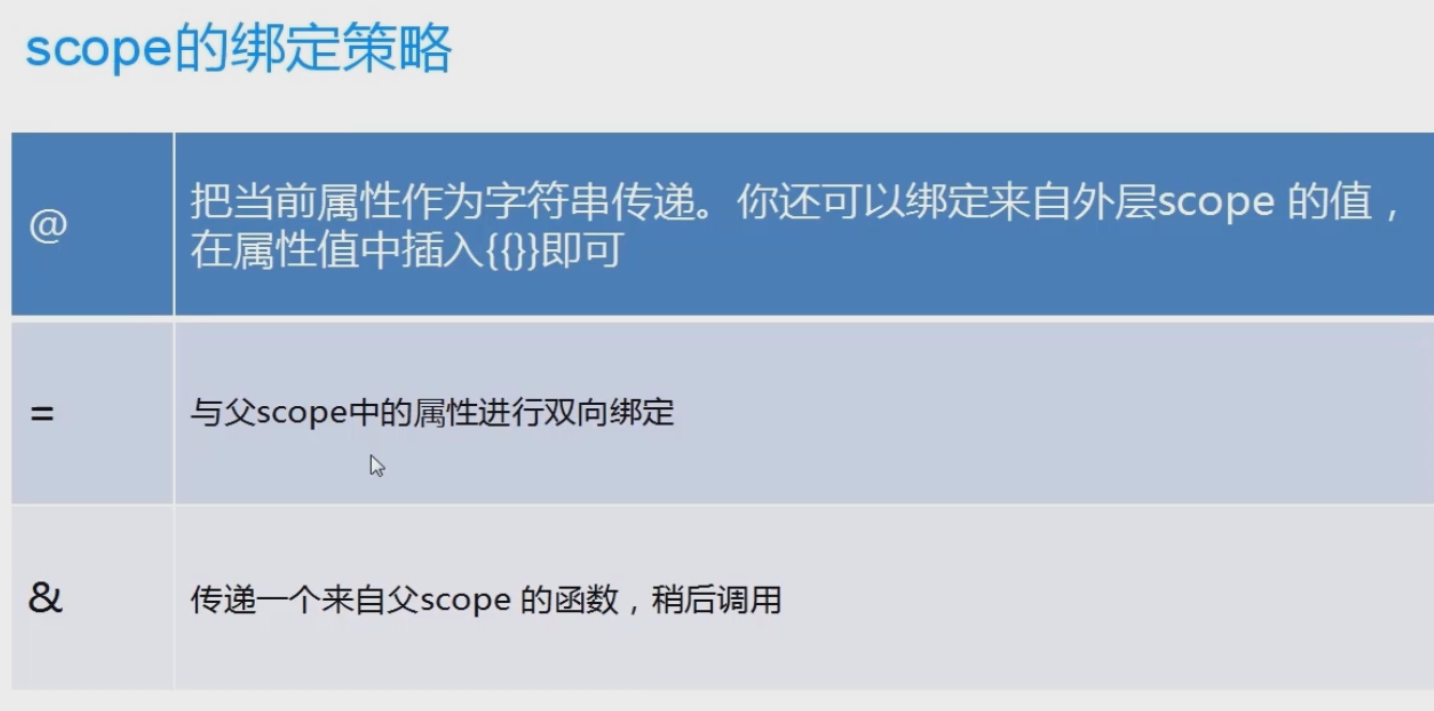 scope的绑定策略
@
把当前属性作为字符串传递。你还可以绑定来自外层scope 的值，
在属性值中插入{{}}即可
=
与父scope中的属性进行双向绑定
&
传递一个来自父scope 的函数，稍后调用